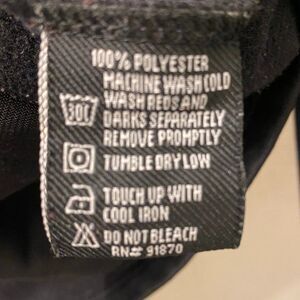 100% POLYESTER
MACHINE WASH COLD
WASH REDS AND
DARKS SEPARATELY
REMOVE PROMPTLY
TUMBLE DRY LOW
TOUCH UP WITH
COOL IRON
DO NOT BLEACH
RN# 91870